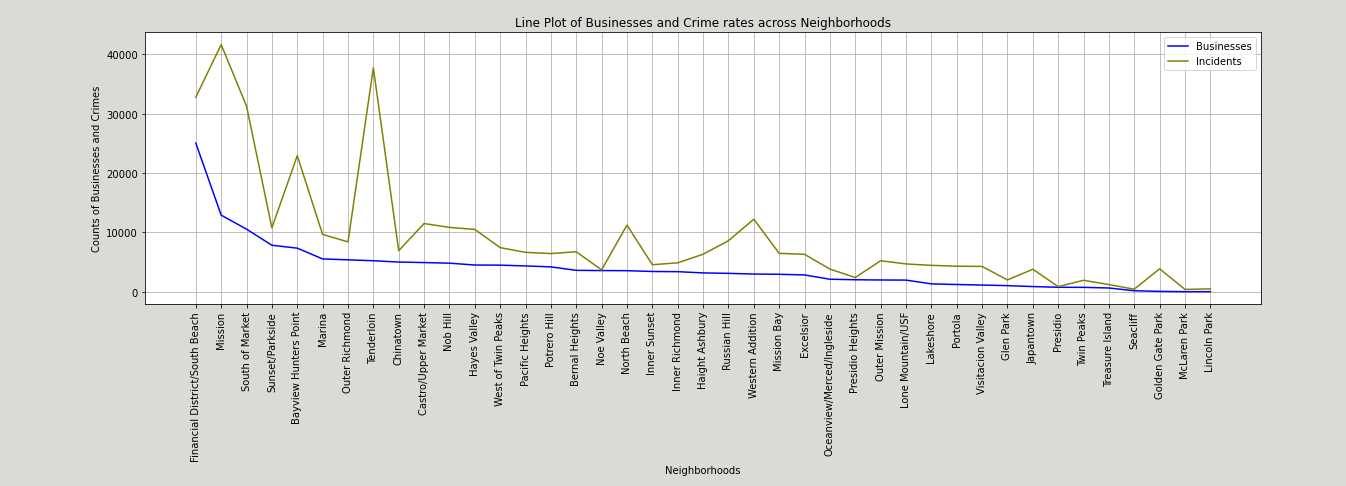 Line Plot of Businesses and Crime rates across Neighborhoods
Businesses
Incidents
Counts of Businesses and Crimes
40000
30000
20000
10000
0
Financial District/South Beach
Mission
South of Market
Sunset/Parkside
Bayview Hunters Point
Marina
Outer Richmond
Tenderloin
Chinatown
Castro/Upper Market
Nob Hill
Hayes Valley
West of Twin Peaks
Pacific Heights
Potrero Hill
Bernal Heights
Noe Valley
North Beach
Inner Sunset
Inner Richmond
Haight Ashbury
Russian Hill
Western Addition
Mission Bay
Excelsior
Oceanview/Merced/Ingleside
Presidio Heights
Outer Mission
Lone Mountain/USF
Lakeshore
Portola
Visitacion Valley
Glen Park
Japantown
Presidio
Twin Peaks
Treasure Island
Seacliff
Golden Gate Park
McLaren Park
Lincoln Park
Neighborhoods